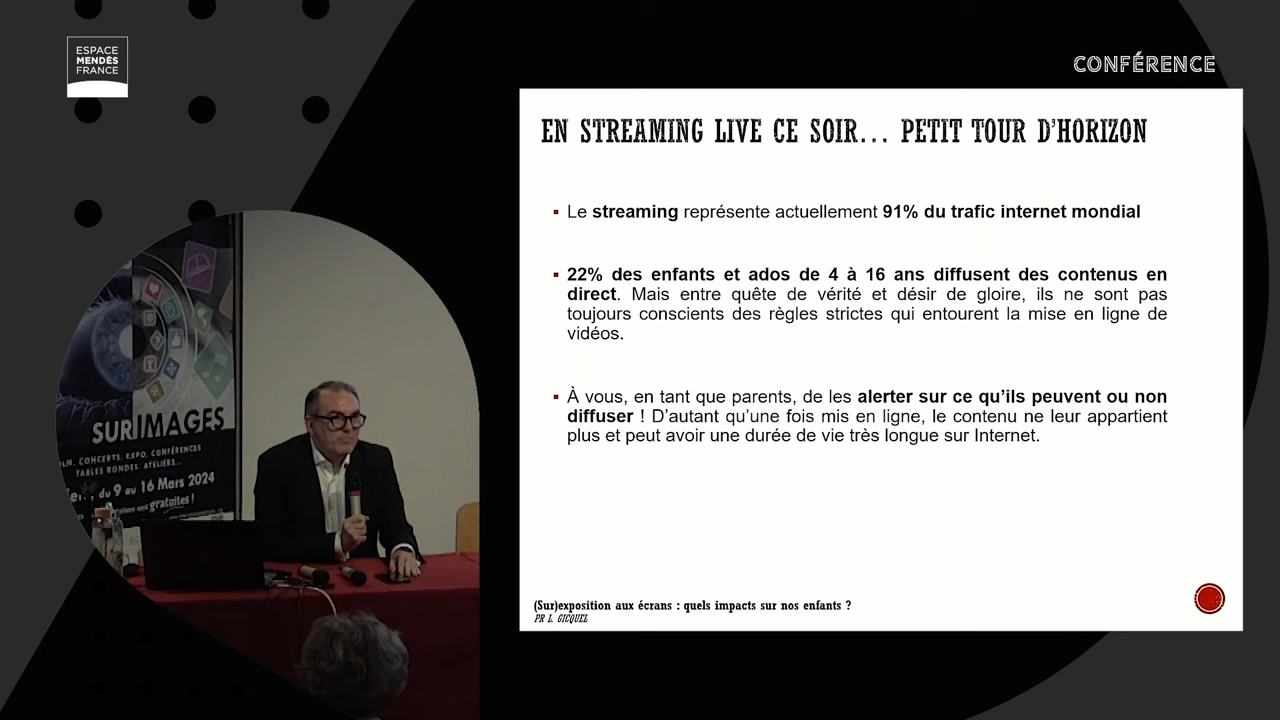 ESPACE
MENDÈS
FRANCE
CONFÉRENCE
EN STREAMING LIVE CE SOIR... PETIT TOUR D'HORIZON
Le streaming représente actuellement 91% du trafic internet mondial
22% des enfants et ados de 4 à 16 ans diffusent des contenus en
direct. Mais entre quête de vérité et désir de gloire, ils ne sont pas
toujours conscients des règles strictes qui entourent la mise en ligne de
vidéos.
À vous, en tant que parents, de les alerter sur ce qu'ils peuvent ou non
diffuser ! D'autant qu'une fois mis en ligne, le contenu ne leur appartient
plus et peut avoir une durée de vie très longue sur Internet.
(Sur)exposition aux écrans : quels impacts sur nos enfants ?
PR L. GICQUEL
SUR IMAGES
CONCERTS, EXPO, CONFÉRENCES
TABLES RONDES, ATELIERS...
du 9 au 16 Mars 2024
gratuites !